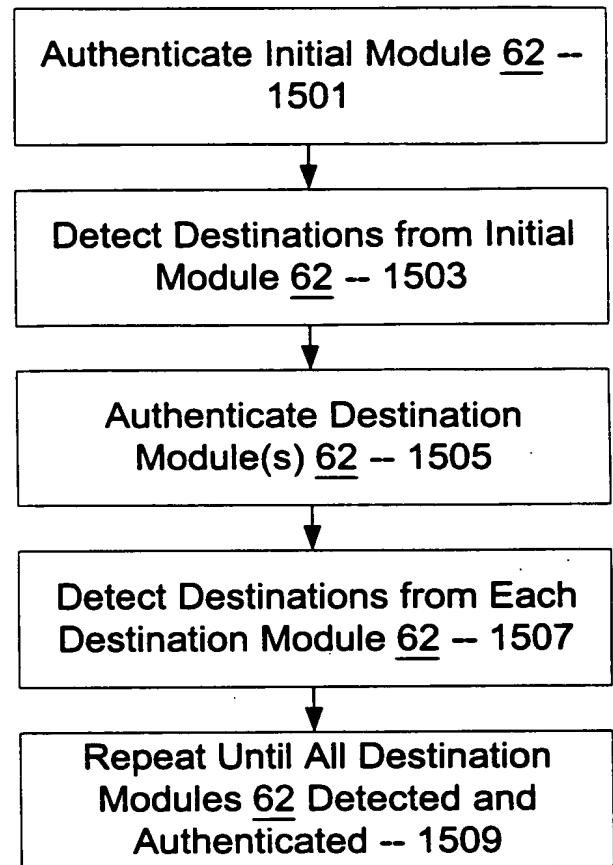 Authenticate Initial Module 62 --
1501
Detect Destinations from Initial
Module 62 -- 1503
Authenticate Destination
Module(s) 62 -- 1505
Detect Destinations from Each
Destination Module 62 -- 1507
Repeat Until All Destination
Modules 62 Detected and
Authenticated -- 1509